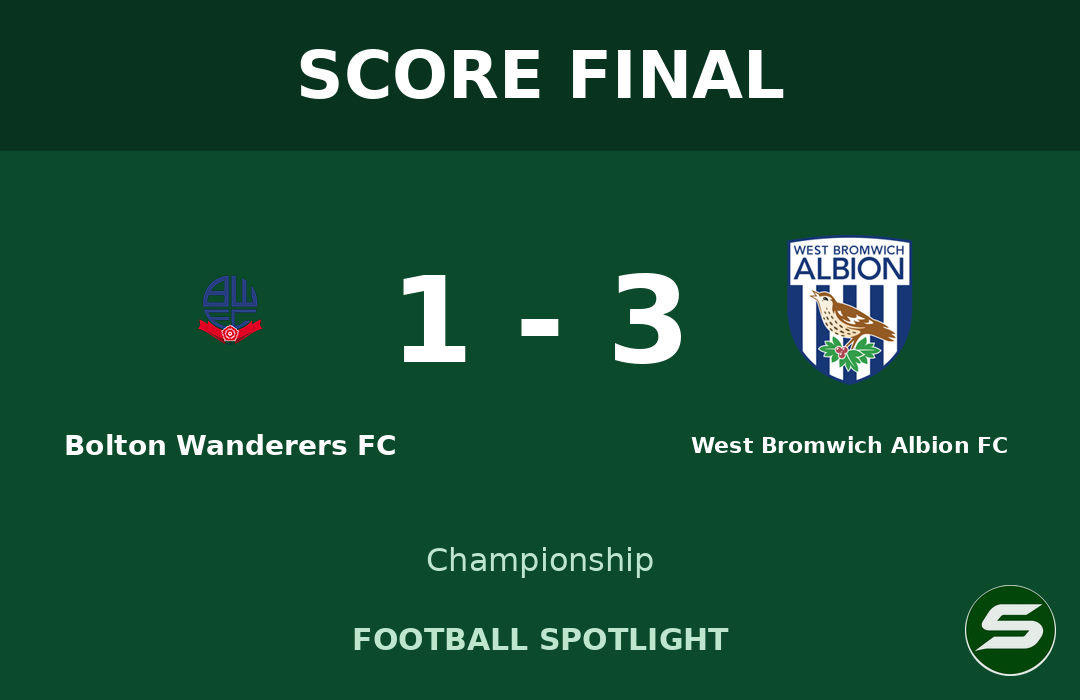 SCORE FINAL
WEST BROMWICH
ALBION
1 - 3
Bolton Wanderers FC
West Bromwich Albion FC
Championship
FOOTBALL SPOTLIGHT
S